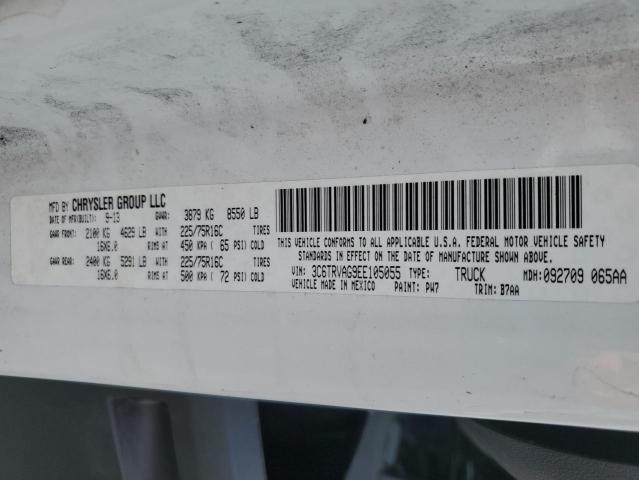 MFD BY CHRYSLER GROUP LLC
DATE OF MFR(BUILT): 9-13 GVWR: 3879 KG 8550 LB
GAWR FRONT: 2100 KG 4629 LB WITH 225/75R16C TIRES
16X6.0 RIMS AT 450 KPA ( 65 PSI) COLD
GAWR REAR: 2400 KG 5291 LB WITH 225/75R16C TIRES
16X6.0 RIMS AT 500 KPA ( 72 PSI) COLD
THIS VEHICLE CONFORMS TO ALL APPLICABLE U.S.A. FEDERAL MOTOR VEHICLE SAFETY
STANDARDS IN EFFECT ON THE DATE OF MANUFACTURE SHOWN ABOVE.
VIN: 3C6TRVAG9EE105055 TYPE: TRUCK MDH: 092709 065AA
VEHICLE MADE IN MEXICO PAINT: PW7 TRIM: B7AA